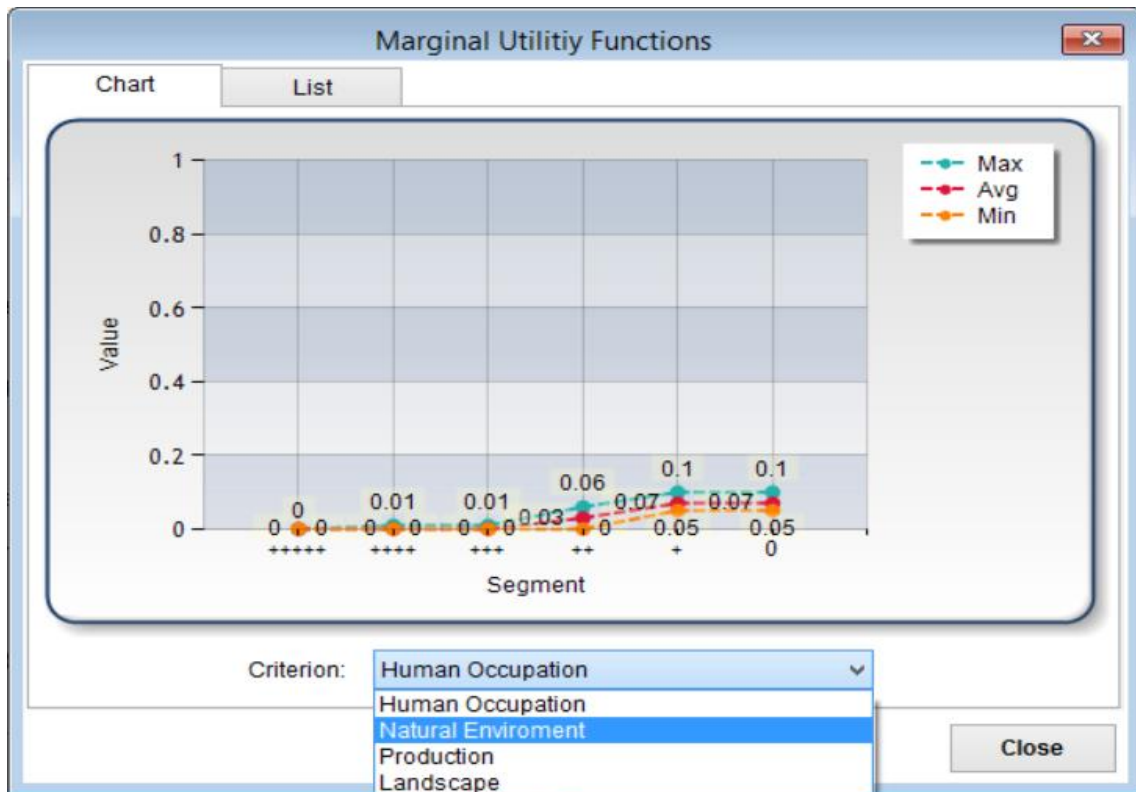 Marginal Utilitiy Functions
Chart List
Max
Avg
Min
1
0.8
0.6
0.4
0.2
0
Value
0 0.01 0.01 0.06 0.1 0.1
0 0 0 0 0 0 0.03 0 0.07 0.05 0.07 0.05
+++++ ++++ +++ ++ + 0
Segment
Criterion: Human Occupation
Human Occupation
Natural Enviroment
Production
Landscape
Close